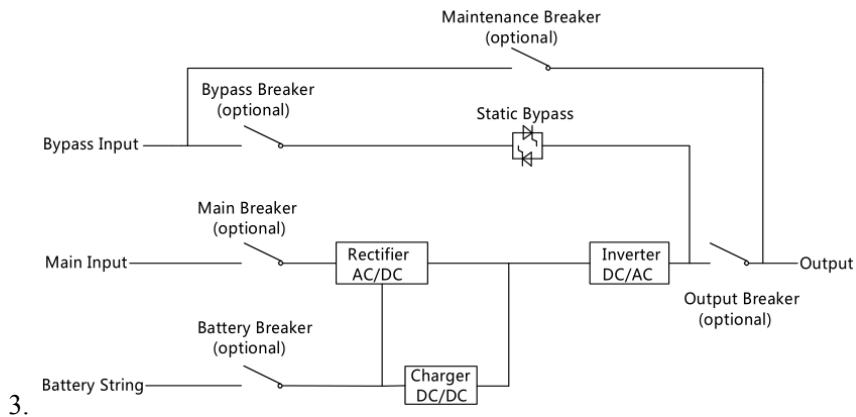 Maintenance Breaker
(optional)
Bypass Breaker
(optional)
Static Bypass
Bypass Input
Main Breaker
(optional)
Main Input
Rectifier
AC/DC
Inverter
DC/AC
Output
Output Breaker
(optional)
Battery Breaker
(optional)
Battery String
Charger
DC/DC
3.